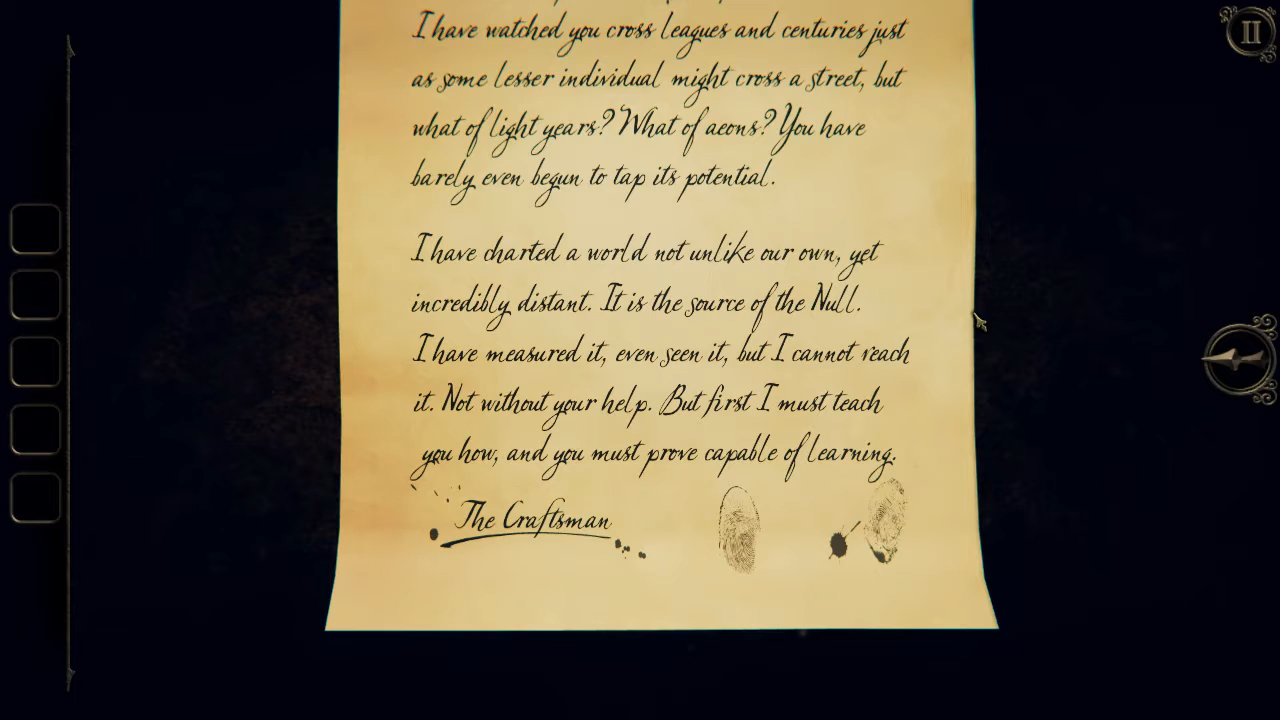 I have watched you cross leagues and centuries just
as some lesser individual might cross a street, but
what of light years? What of aeons? You have
barely even begun to tap its potential.
I have charted a world not unlike our own, yet
incredibly distant. It is the source of the Null.
I have measured it, even seen it, but I cannot reach
it. Not without your help. But first I must teach
you how, and you must prove capable of learning.
The Craftsman